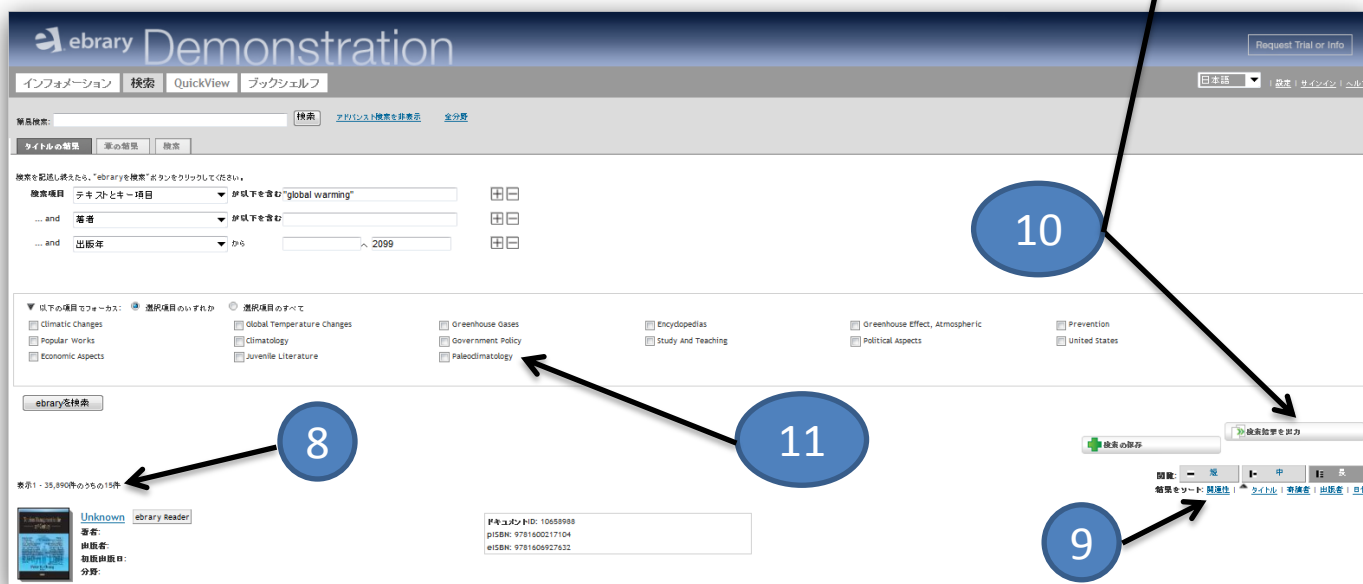 ebrary Demonstration
Request Trial or Info
インフォメーション 検索 QuickView ブックシェルフ
日本語 | 設定 | サインイン | ヘル
簡易検索: 検索 アドバンスト検索を非表示 全分野
タイトルの結果 章の結果 検索
検索を記述し終えたら、"ebraryを検索"ボタンをクリックしてください。
検索項目 テキストとキー項目 が以下を含む "global warming"
... and 著者 が以下を含む
... and 出版年 から へ 2099
10
以下の項目でフォーカス: 選択項目のいずれか 選択項目のすべて
Climatic Changes Global Temperature Changes Greenhouse Gases Encyclopedias Greenhouse Effect, Atmospheric Prevention
Popular Works Climatology Government Policy Study And Teaching Political Aspects United States
Economic Aspects Juvenile Literature Paleoclimatology
ebraryを検索
8
11
検索の保存 検索結果を出力
閲覧: 短 中 長
表示1 - 35,890件のうちの15件
結果をソート: 関連性 | タイトル | 寄稿者 | 出版者 | 日付
Unknown ebrary Reader
著者:
出版者:
初版出版日:
分野:
ドキュメントID: 10658988
pISBN: 9781600217104
eISBN: 9781606927632
9